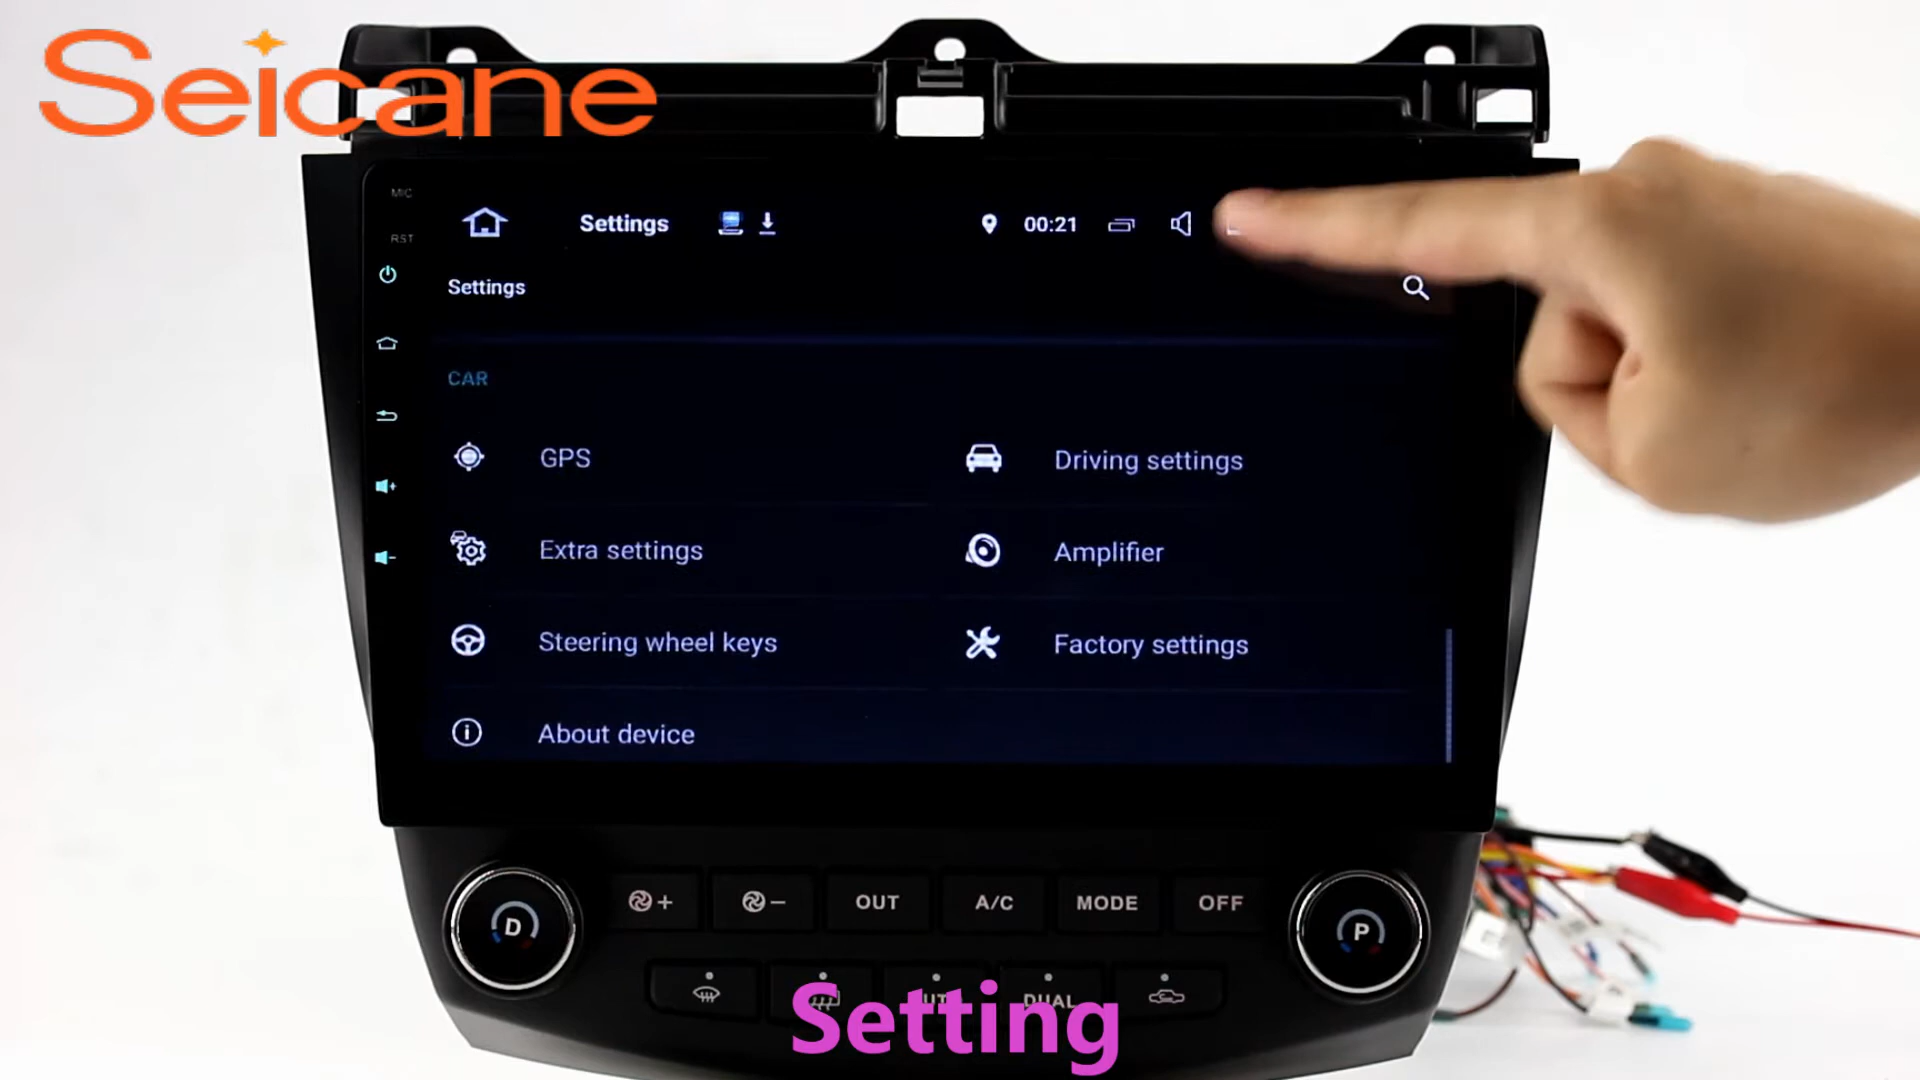 Seicane
MIC
RST
Settings
00:21
Settings
CAR
GPS
Driving settings
Extra settings
Amplifier
Steering wheel keys
Factory settings
About device
D
+
−
OUT
A/C
MODE
OFF
P
DUAL
Setting